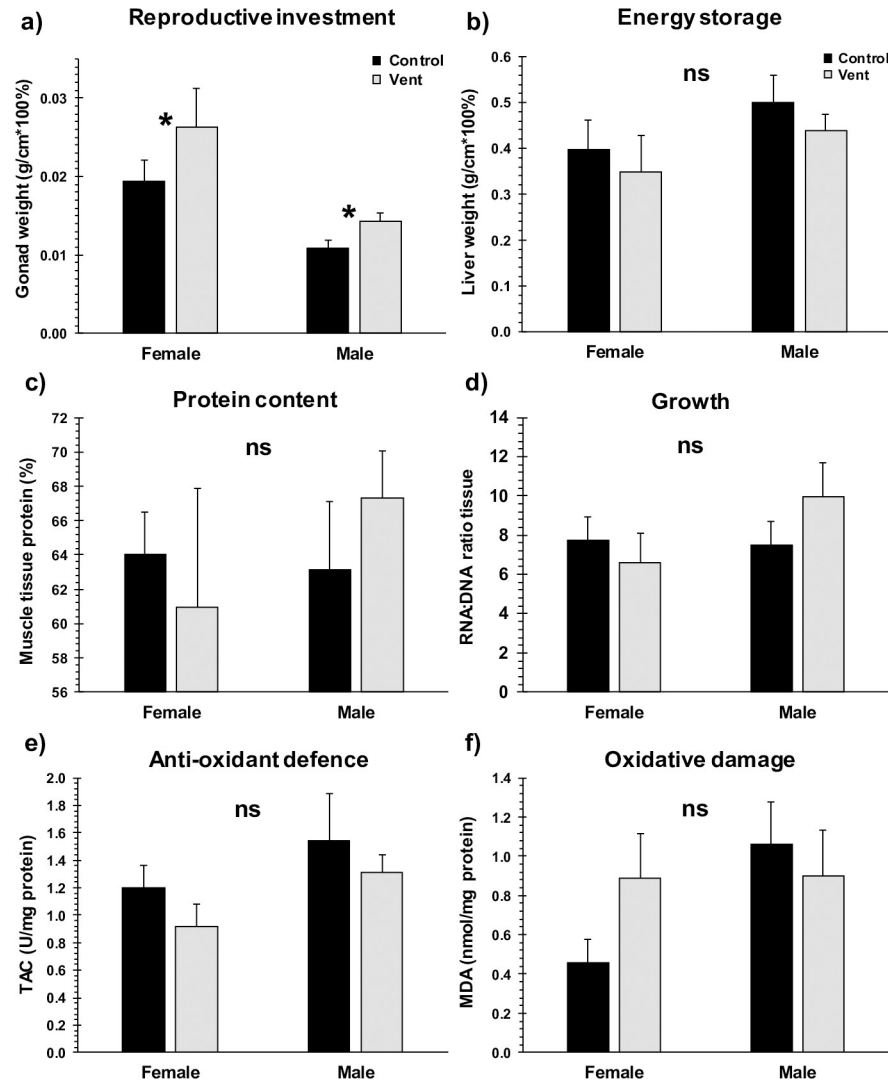 a)
Reproductive investment
Control
Vent
Gonad weight (g/cm*100%)
0.03
0.02
0.01
0.00
*
*
Female
Male
b)
Energy storage
Control
Vent
ns
Liver weight (g/cm*100%)
0.6
0.5
0.4
0.3
0.2
0.1
0.0
Female
Male
c)
Protein content
ns
Muscle tissue protein (%)
72
70
68
66
64
62
60
58
56
Female
Male
d)
Growth
ns
RNA:DNA ratio tissue
14
12
10
8
6
4
2
0
Female
Male
e)
Anti-oxidant defence
ns
TAC (U/mg protein)
2.0
1.8
1.6
1.4
1.2
1.0
0.8
0.6
0.4
0.2
0.0
Female
Male
f)
Oxidative damage
ns
MDA (nmol/mg protein)
1.4
1.2
1.0
0.8
0.6
0.4
0.2
0.0
Female
Male